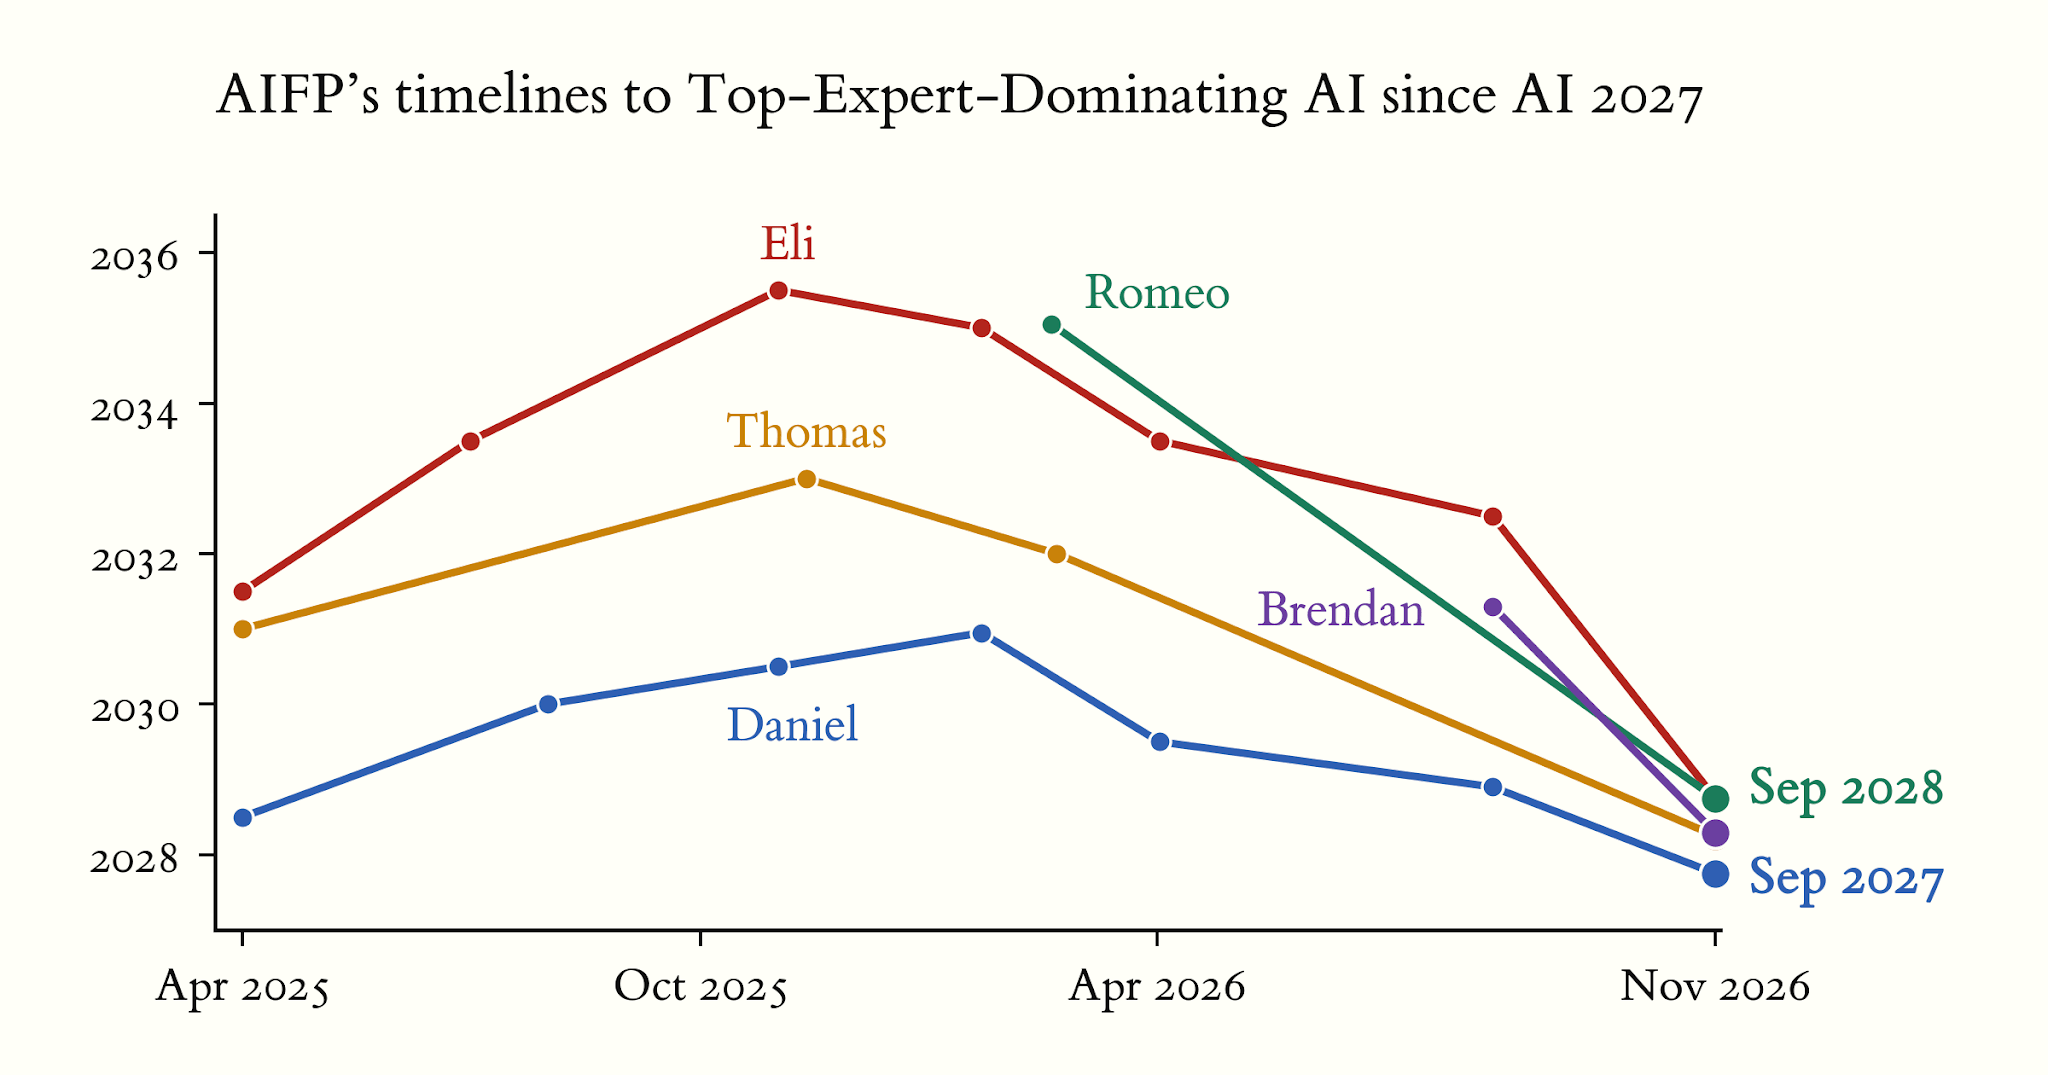 AIFP’s timelines to Top-Expert-Dominating AI since AI 2027
2036
Eli
Romeo
2034
Thomas
2032
Brendan
2030
Daniel
Sep 2028
2028
Sep 2027
Apr 2025
Oct 2025
Apr 2026
Nov 2026